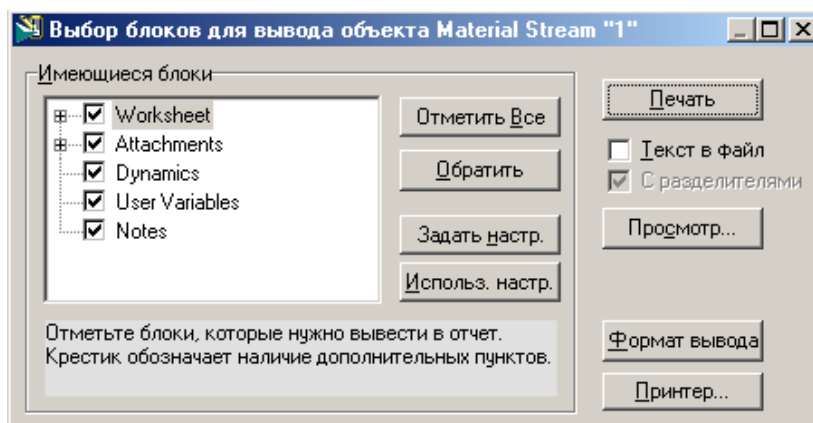 Выбор блоков для вывода объекта Material Stream "1"
Имеющиеся блоки
Worksheet
Attachments
Dynamics
User Variables
Notes
Отметить Все
Обратить
Задать настр.
Использ. настр.
Отметьте блоки, которые нужно вывести в отчет.
Крестик обозначает наличие дополнительных пунктов.
Печать
Текст в файл
С разделителями
Просмотр...
Формат вывода
Принтер...